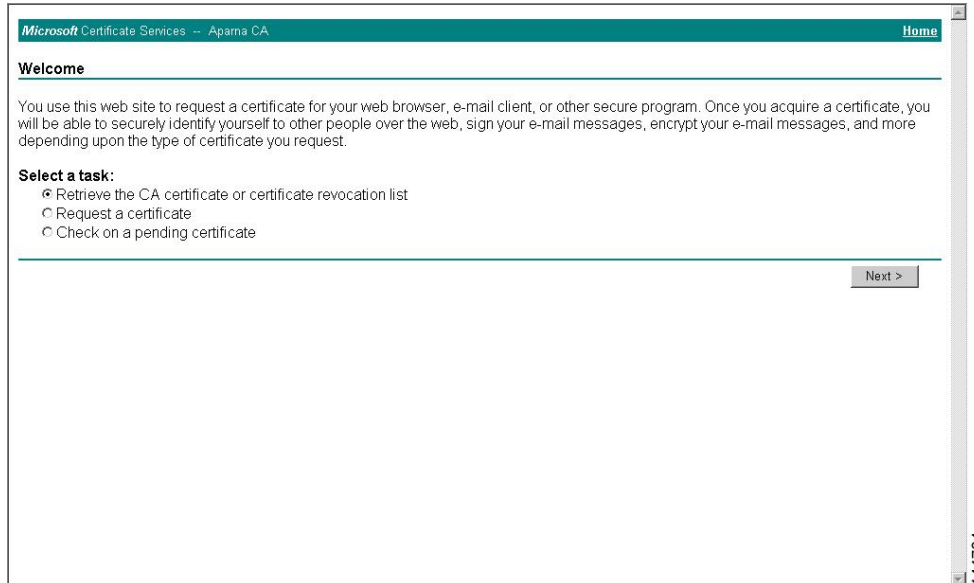 Microsoft Certificate Services -- Aparna CA Home
Welcome
You use this web site to request a certificate for your web browser, e-mail client, or other secure program. Once you acquire a certificate, you
will be able to securely identify yourself to other people over the web, sign your e-mail messages, encrypt your e-mail messages, and more
depending upon the type of certificate you request.
Select a task:
Retrieve the CA certificate or certificate revocation list
Request a certificate
Check on a pending certificate
Next >